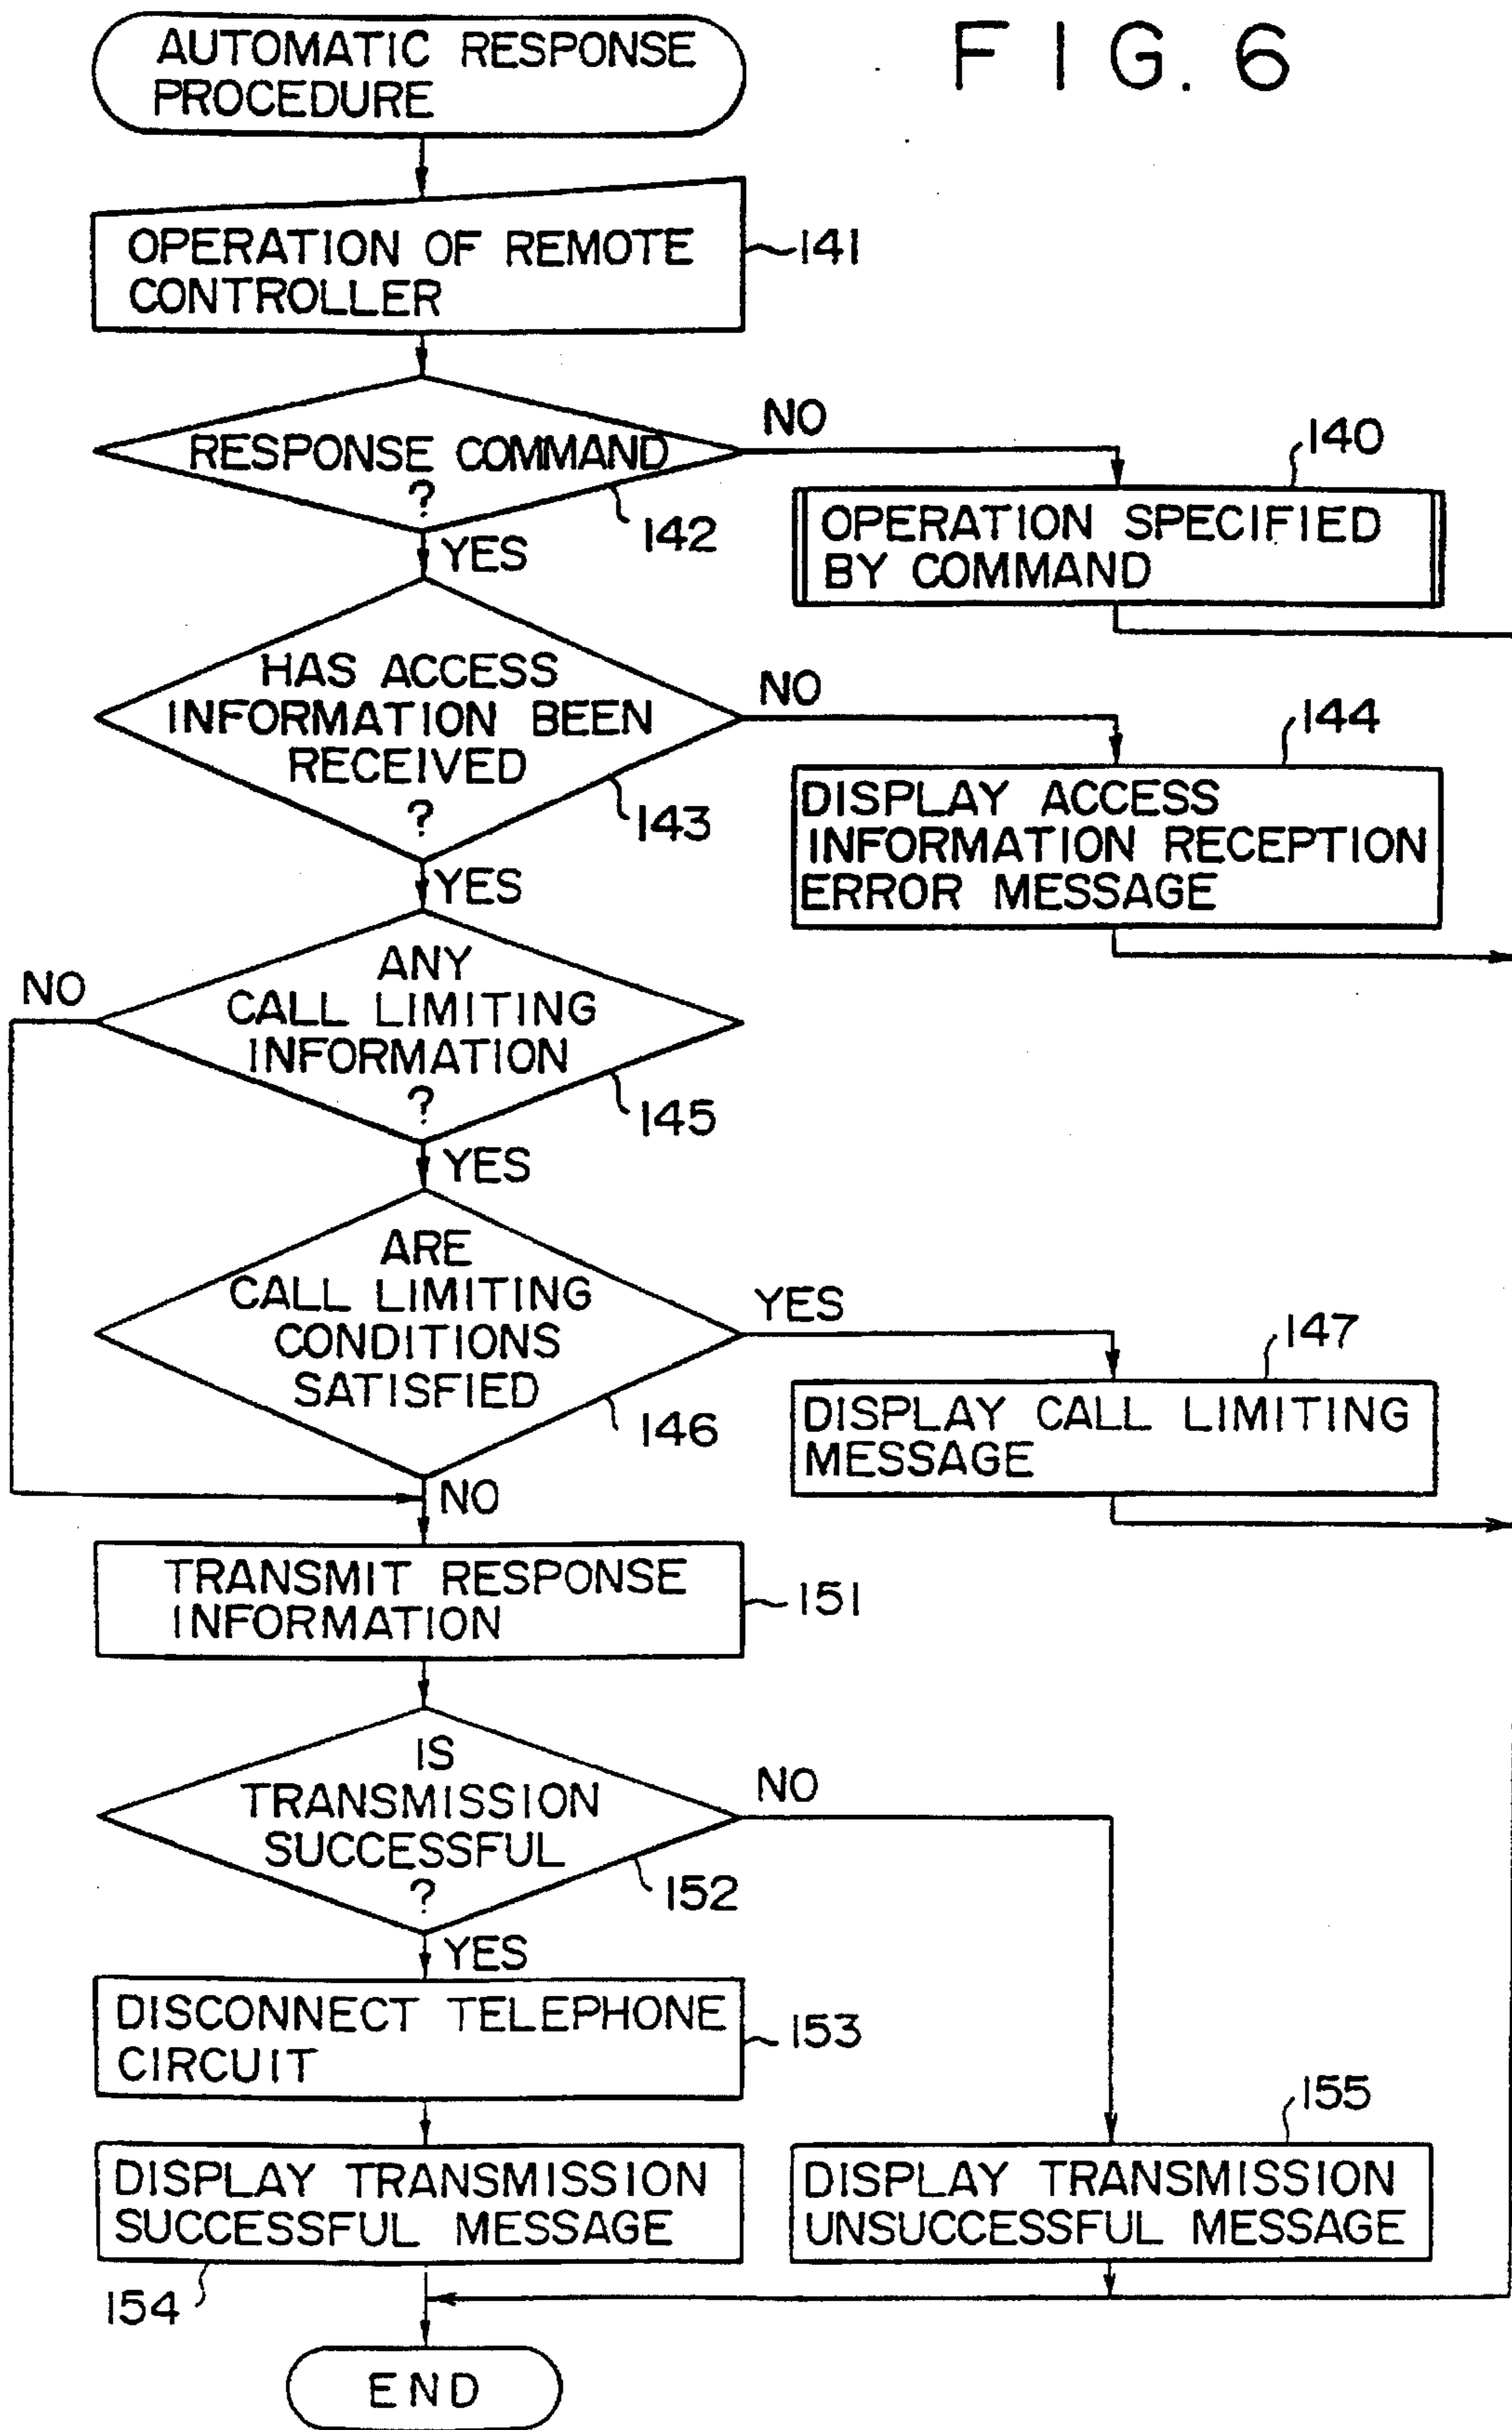 FIG. 6
AUTOMATIC RESPONSE
PROCEDURE
OPERATION OF REMOTE
CONTROLLER
141
RESPONSE COMMAND
?
142
NO
YES
140
OPERATION SPECIFIED
BY COMMAND
HAS ACCESS
INFORMATION BEEN
RECEIVED
?
143
NO
YES
144
DISPLAY ACCESS
INFORMATION RECEPTION
ERROR MESSAGE
ANY
CALL LIMITING
INFORMATION
?
145
NO
YES
ARE
CALL LIMITING
CONDITIONS
SATISFIED
146
YES
NO
147
DISPLAY CALL LIMITING
MESSAGE
TRANSMIT RESPONSE
INFORMATION
151
IS
TRANSMISSION
SUCCESSFUL
?
152
NO
YES
DISCONNECT TELEPHONE
CIRCUIT
153
DISPLAY TRANSMISSION
SUCCESSFUL MESSAGE
154
155
DISPLAY TRANSMISSION
UNSUCCESSFUL MESSAGE
END